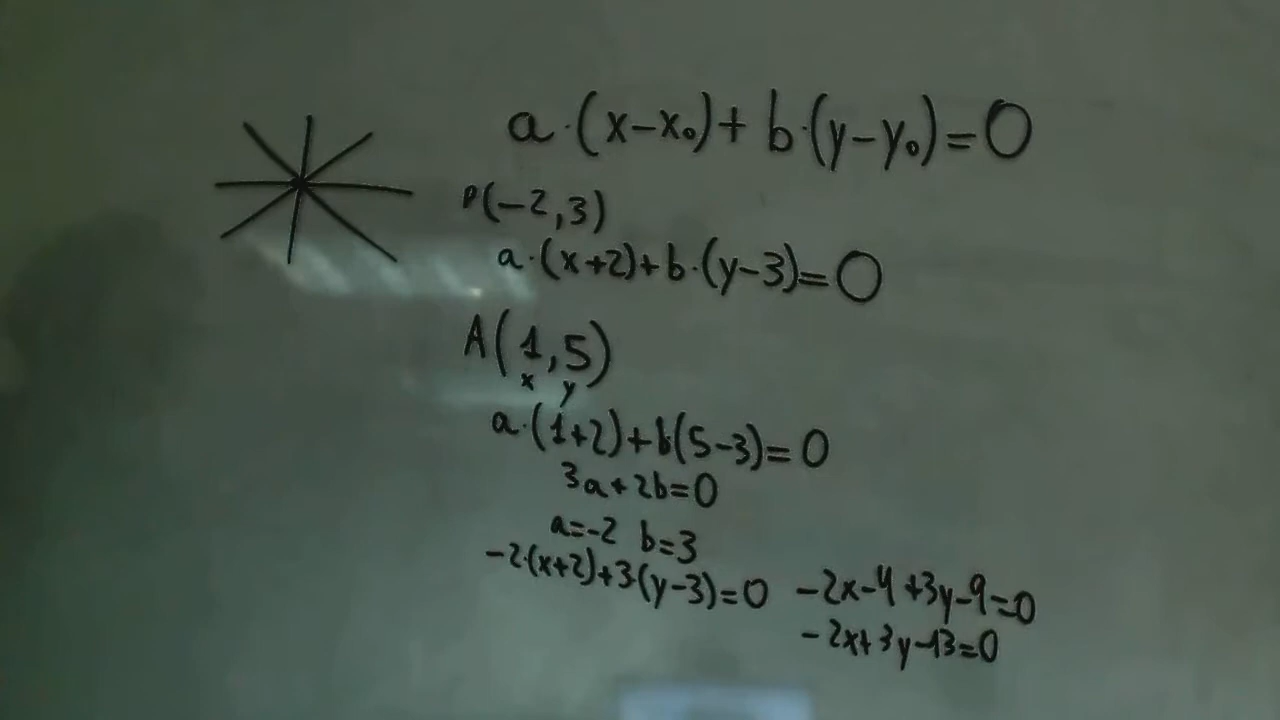 a·(x-x₀)+b·(y-y₀)=0
P(-2,3)
a·(x+2)+b·(y-3)=0
A(1,5)
x y
a·(1+2)+b(5-3)=0
3a+2b=0
a=-2 b=3
-2·(x+2)+3·(y-3)=0 -2x-4+3y-9=0
-2x+3y-13=0